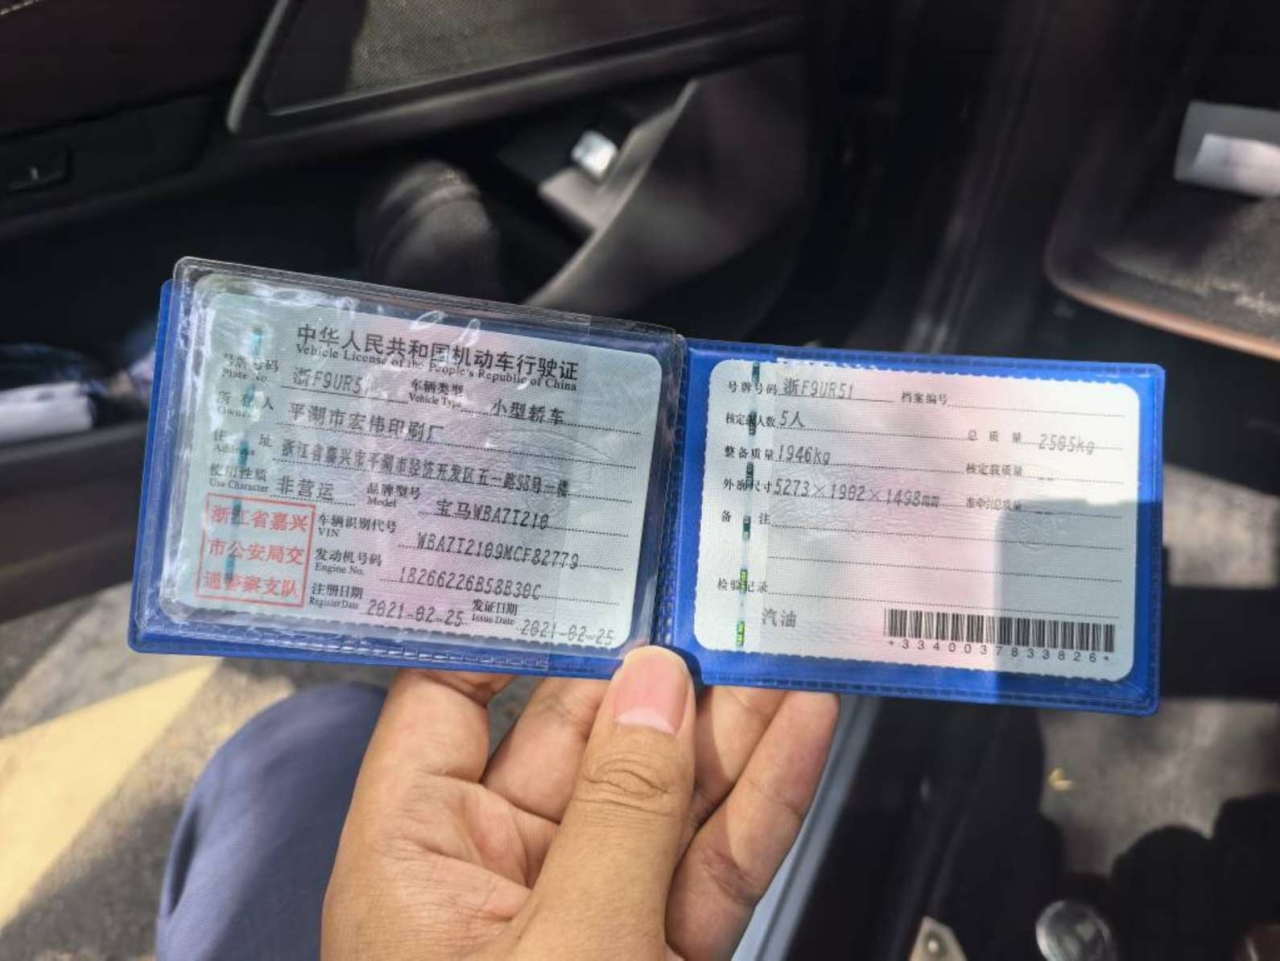 中华人民共和国机动车行驶证
Vehicle License of the People's Republic of China
号牌号码 浙F9UR51 车辆类型 小型轿车
Plate No. Vehicle Type
所有人 平湖市宏伟印刷厂
Owner
住址 浙江省嘉兴市平湖市经济开发区五一路98号一楼
Address
使用性质 非营运 品牌型号 宝马WBA7T210
Use Character Model
浙江省嘉兴
市公安局交
通警察支队
车辆识别代号 WBA7T2109MCF82779
VIN
发动机号码 18266226B58B30C
Engine No.
注册日期 2021-02-25 发证日期 2021-02-25
Register Date Issue Date
号牌号码 浙F9UR51 档案编号
核定载人数 5人 总质量 2505kg
整备质量 1946kg 核定载质量 --
外廓尺寸 5273×1902×1498mm 准牵引总质量
备注
检验记录
汽油
*3340037833826*